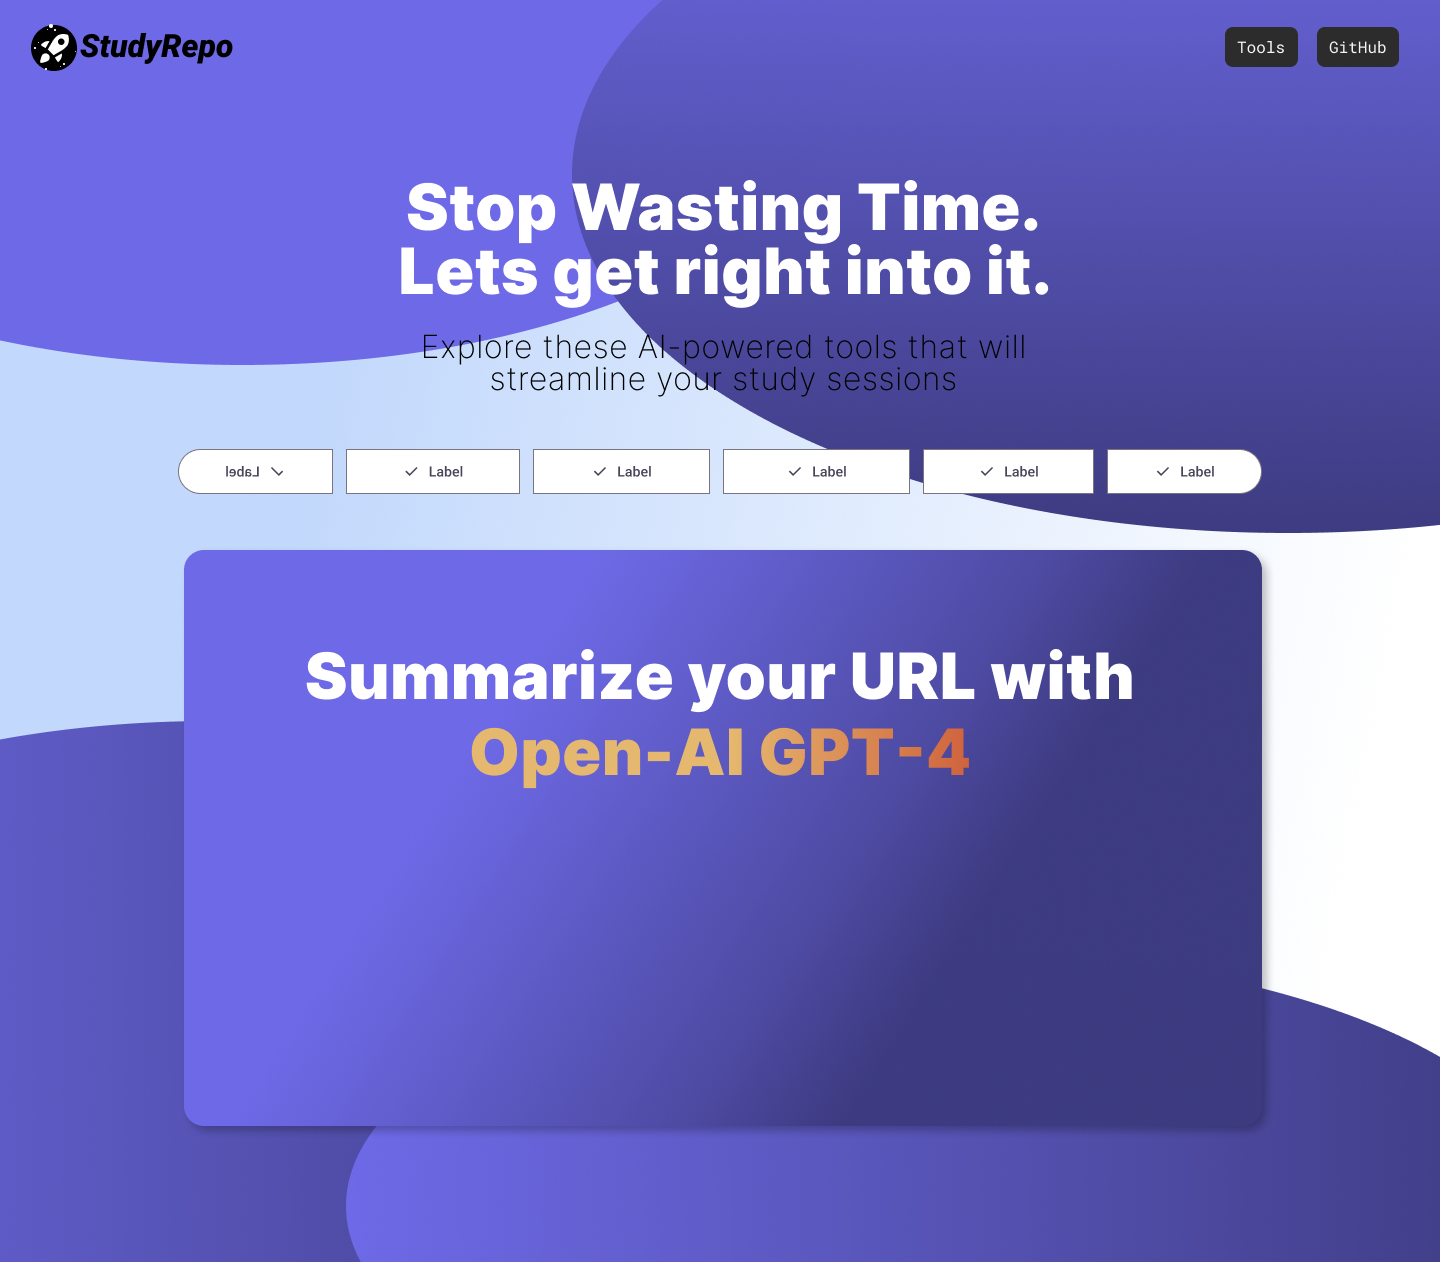 StudyRepo
Tools
GitHub
Stop Wasting Time.
Lets get right into it.
Explore these AI-powered tools that will
streamline your study sessions
Label
Label
Label
Label
Label
Label
Summarize your URL with
Open-AI GPT-4